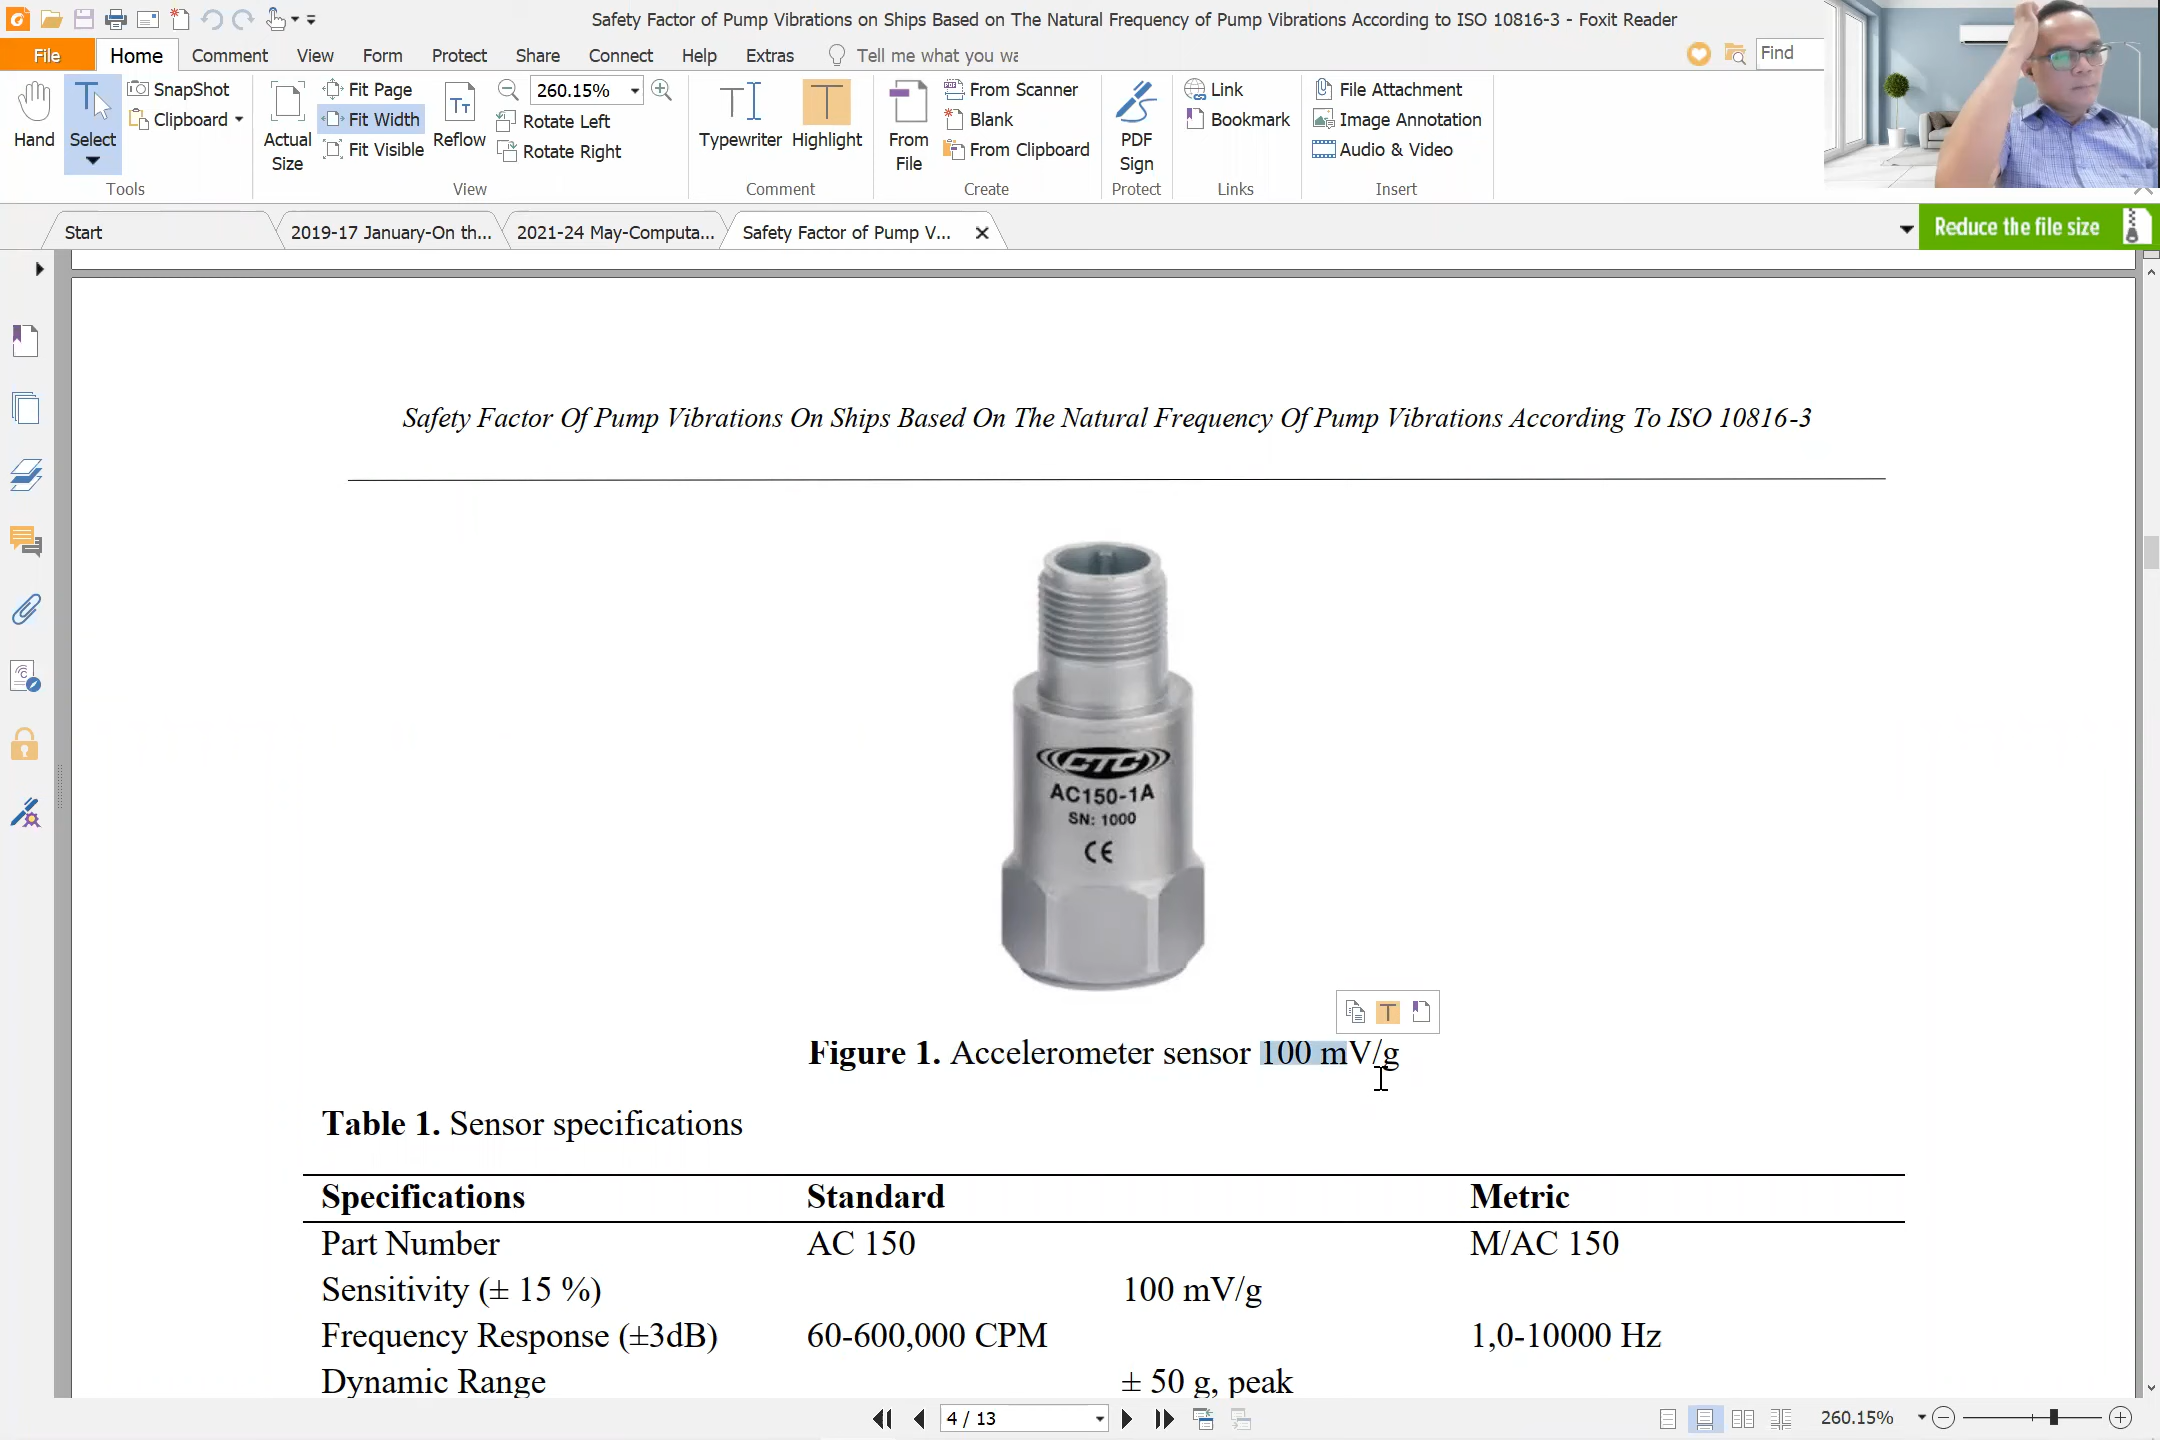 Safety Factor of Pump Vibrations on Ships Based on The Natural Frequency of Pump Vibrations According to ISO 10816-3 - Foxit Reader
File Home Comment View Form Protect Share Connect Help Extras Tell me what you wa Find
Hand Select SnapShot Clipboard Actual Size Fit Page Fit Width Fit Visible Reflow 260.15% Rotate Left Rotate Right Typewriter Highlight From File From Scanner Blank From Clipboard PDF Sign Link Bookmark File Attachment Image Annotation Audio & Video
Tools View Comment Create Protect Links Insert
Start 2019-17 January-On th... 2021-24 May-Computa... Safety Factor of Pump V... Reduce the file size
Safety Factor Of Pump Vibrations On Ships Based On The Natural Frequency Of Pump Vibrations According To ISO 10816-3
CTC
AC150-1A
SN: 1000
CE
Figure 1. Accelerometer sensor 100 mV/g
Table 1. Sensor specifications
Specifications Standard Metric
Part Number AC 150 M/AC 150
Sensitivity (± 15 %) 100 mV/g
Frequency Response (±3dB) 60-600,000 CPM 1,0-10000 Hz
Dynamic Range ± 50 g, peak
4 / 13 260.15%